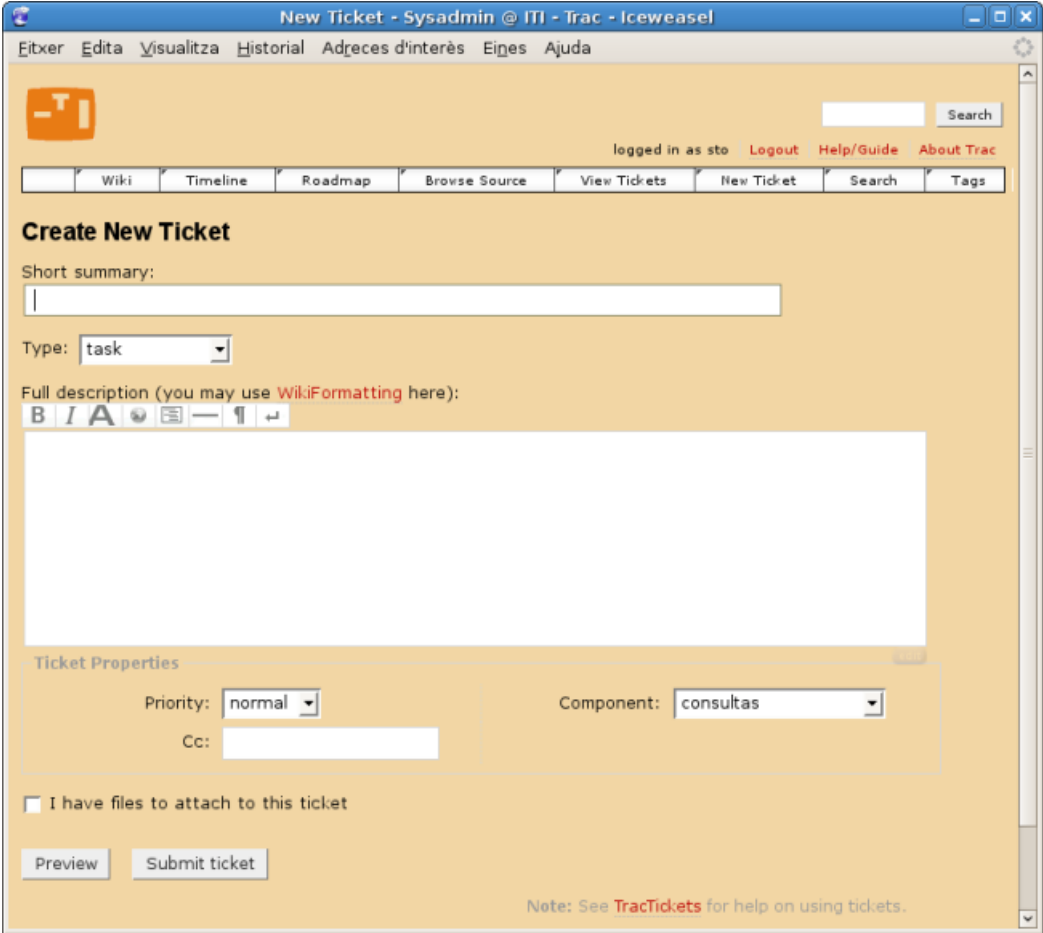 New Ticket - Sysadmin @ ITI - Trac - Iceweasel
Fitxer Edita Visualitza Historial Adreces d'interès Eines Ajuda
Search
logged in as sto Logout Help/Guide About Trac
Wiki Timeline Roadmap Browse Source View Tickets New Ticket Search Tags
Create New Ticket
Short summary:
Type: task
Full description (you may use WikiFormatting here):
B I A ¶ ↵
Ticket Properties
Priority: normal Component: consultas
Cc:
I have files to attach to this ticket
Preview Submit ticket
Note: See TracTickets for help on using tickets.